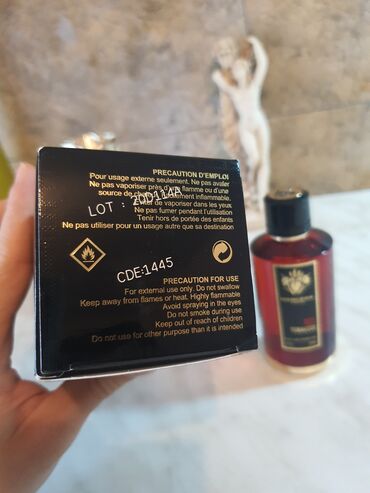 PRECAUTION D'EMPLOI
Pour usage externe seulement. Ne pas avaler
Ne pas vaporiser près d'une flamme ou d'une
source de chaleur inflammable.
Eviter de vaporiser dans les yeux.
LOT : 20D114A
Ne pas fumer pendant l'utilisation
Tenir hors de portée des enfants
Ne pas utiliser pour un usage autre que sa destination
CDE:1445
PRECAUTION FOR USE
For external use only. Do not swallow
Keep away from flames or heat. Highly flammable
Avoid spraying in the eyes
Do not smoke during use
Keep out of reach of children
Do not use for other purpose than it is intended